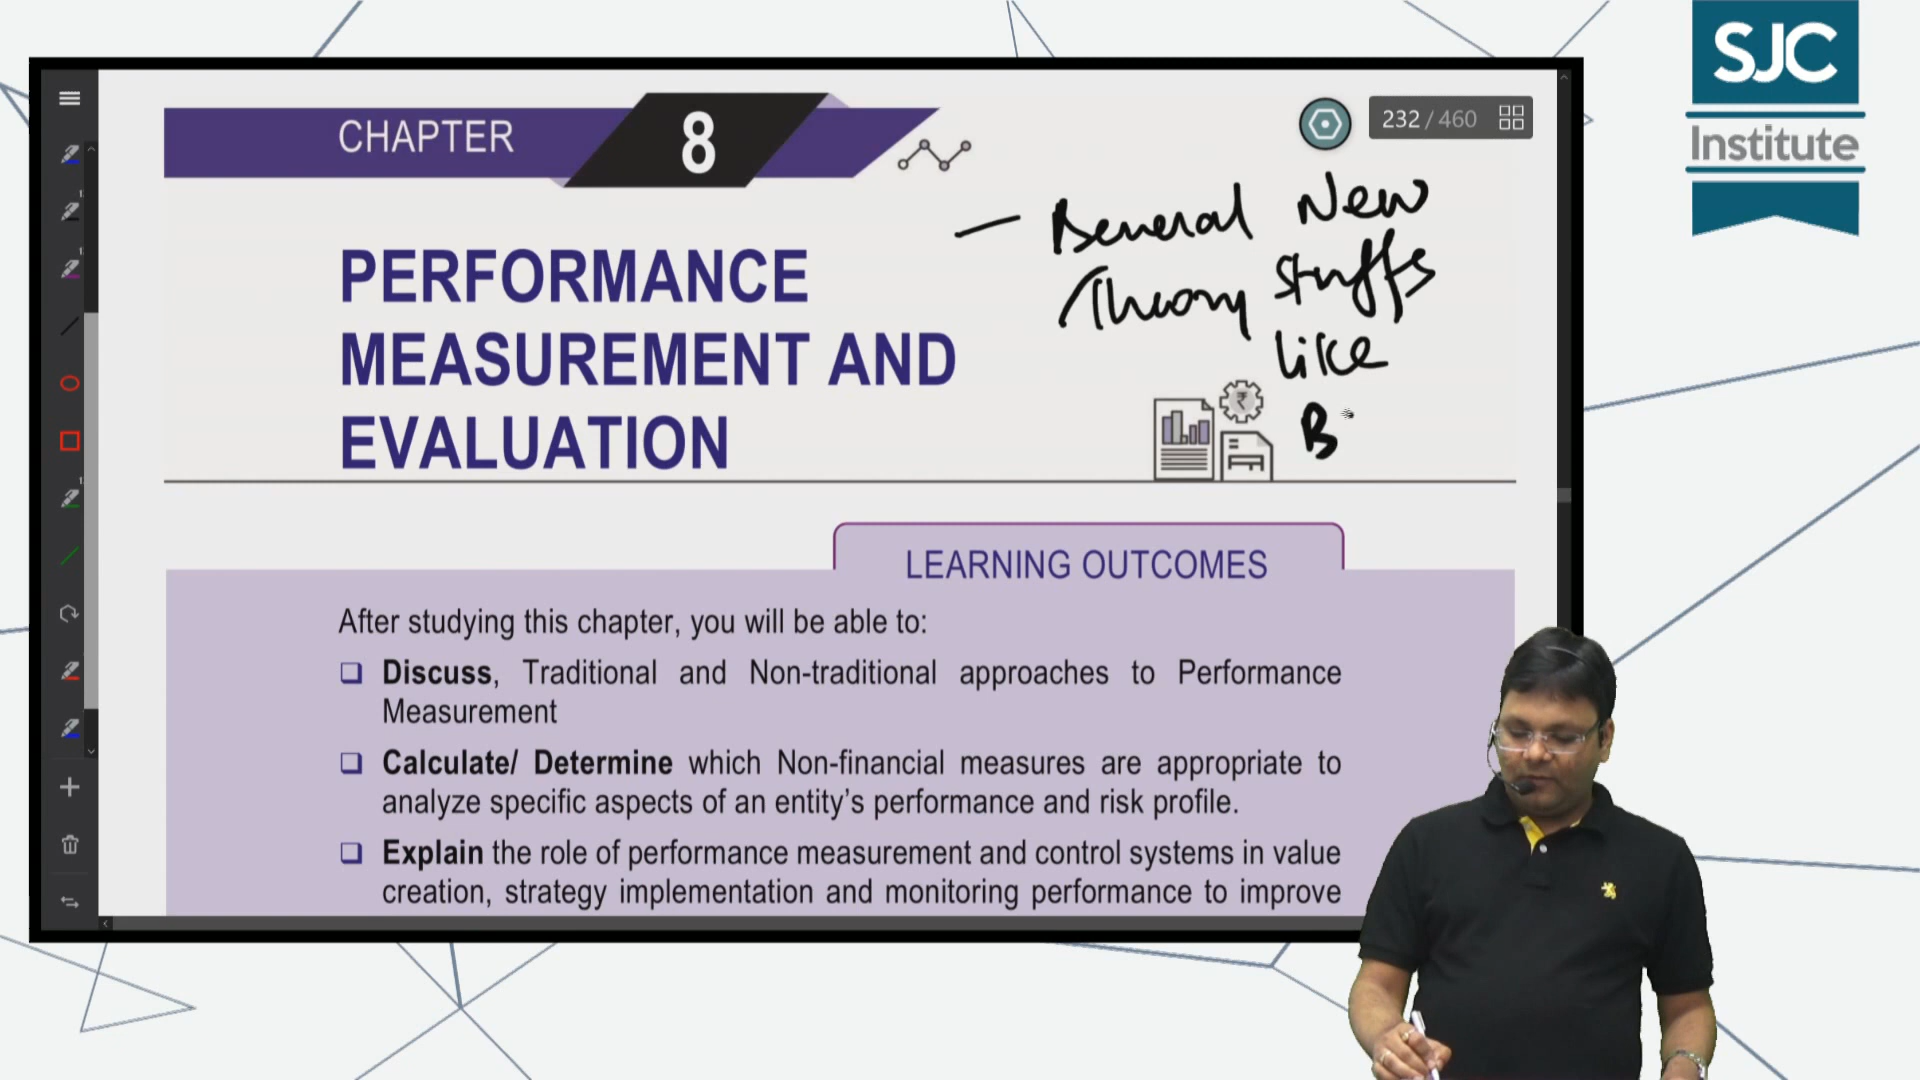 SJC
Institute
CHAPTER 8
232 / 460
PERFORMANCE
MEASUREMENT AND
EVALUATION
— General New
Theory Stuffs
like
B
LEARNING OUTCOMES
After studying this chapter, you will be able to:
❑ Discuss, Traditional and Non-traditional approaches to Performance
Measurement
❑ Calculate/ Determine which Non-financial measures are appropriate to
analyze specific aspects of an entity's performance and risk profile.
❑ Explain the role of performance measurement and control systems in value
creation, strategy implementation and monitoring performance to improve